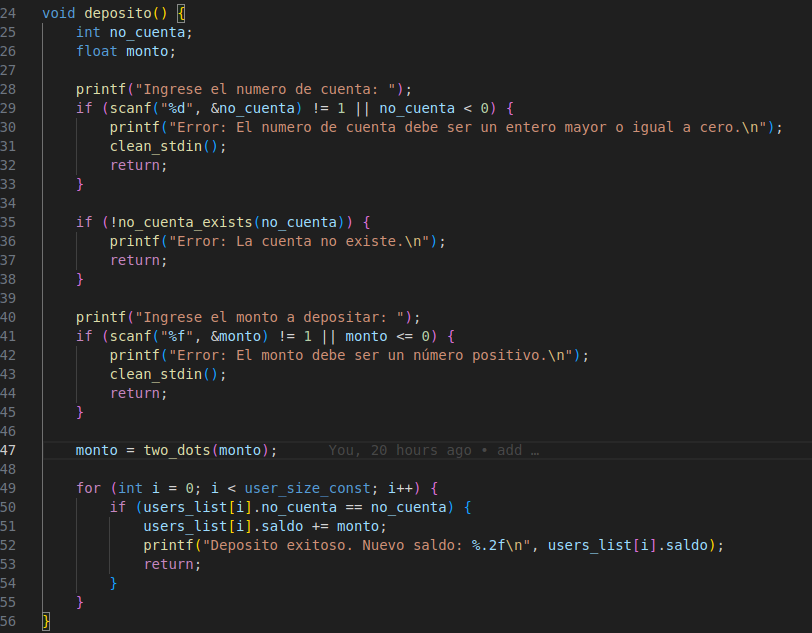 24 void deposito() {
25     int no_cuenta;
26     float monto;
27
28     printf("Ingrese el numero de cuenta: ");
29     if (scanf("%d", &no_cuenta) != 1 || no_cuenta < 0) {
30         printf("Error: El numero de cuenta debe ser un entero mayor o igual a cero.\n");
31         clean_stdin();
32         return;
33     }
34
35     if (!no_cuenta_exists(no_cuenta)) {
36         printf("Error: La cuenta no existe.\n");
37         return;
38     }
39
40     printf("Ingrese el monto a depositar: ");
41     if (scanf("%f", &monto) != 1 || monto <= 0) {
42         printf("Error: El monto debe ser un número positivo.\n");
43         clean_stdin();
44         return;
45     }
46
47     monto = two_dots(monto);      You, 20 hours ago • add …
48
49     for (int i = 0; i < user_size_const; i++) {
50         if (users_list[i].no_cuenta == no_cuenta) {
51             users_list[i].saldo += monto;
52             printf("Deposito exitoso. Nuevo saldo: %.2f\n", users_list[i].saldo);
53             return;
54         }
55     }
56 }